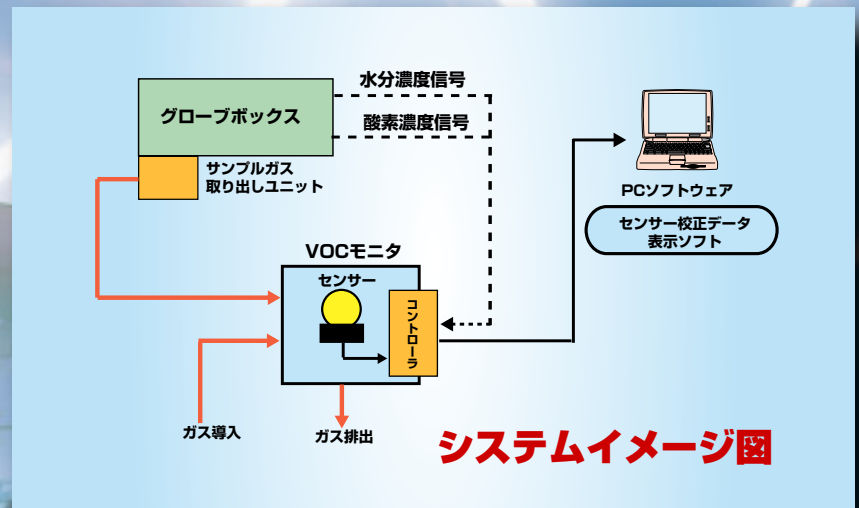 水分濃度信号
グローブボックス
酸素濃度信号
サンプルガス
取り出しユニット
PCソフトウェア
センサー校正データ
表示ソフト
VOCモニタ
センサー
コントローラ
ガス導入
ガス排出
システムイメージ図